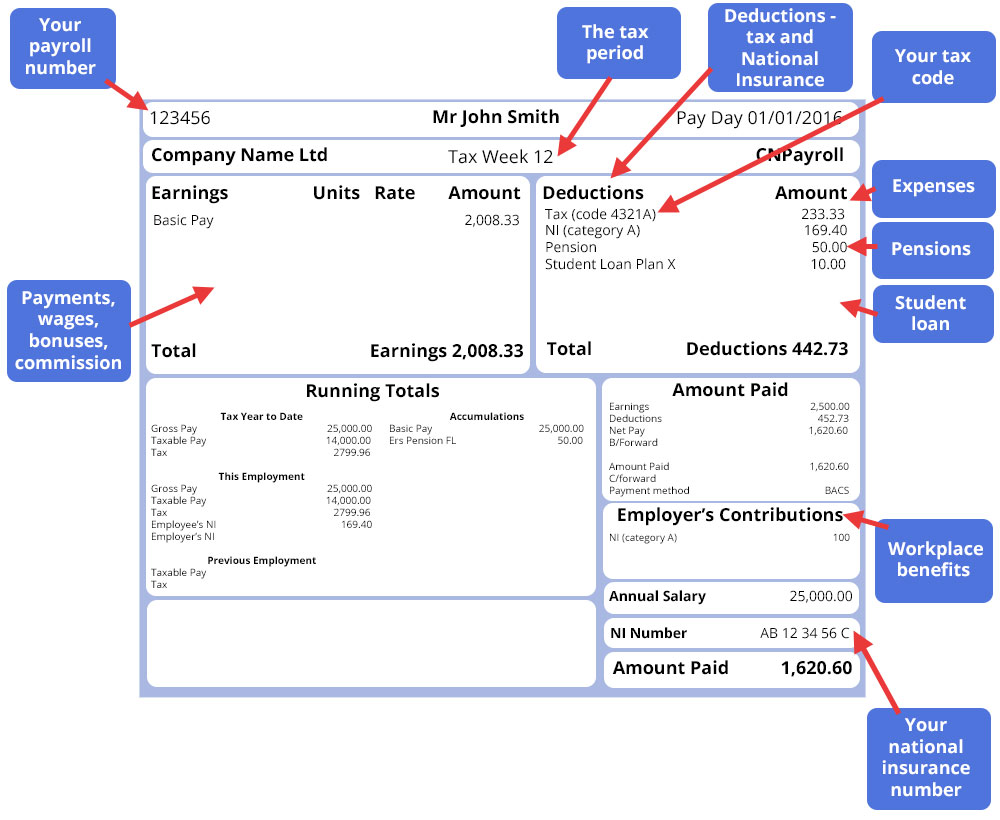 Your
payroll
number
The tax
period
Deductions -
tax and
National
Insurance
Your tax
code
123456 Mr John Smith Pay Day 01/01/2016
Company Name Ltd Tax Week 12 CNPayroll
Earnings Units Rate Amount
Basic Pay 2,008.33
Total Earnings 2,008.33
Deductions Amount
Tax (code 4321A) 233.33
NI (category A) 169.40
Pension 50.00
Student Loan Plan X 10.00
Total Deductions 442.73
Expenses
Pensions
Student
loan
Payments,
wages,
bonuses,
commission
Running Totals
Tax Year to Date
Gross Pay 25,000.00
Taxable Pay 14,000.00
Tax 2799.96
Accumulations
Basic Pay 25,000.00
Ers Pension FL 50.00
This Employment
Gross Pay 25,000.00
Taxable Pay 14,000.00
Tax 2799.96
Employee's NI 169.40
Employer's NI
Previous Employment
Taxable Pay
Tax
Amount Paid
Earnings 2,500.00
Deductions 452.73
Net Pay 1,620.60
B/Forward
Amount Paid 1,620.60
C/forward
Payment method BACS
Employer's Contributions
NI (category A) 100
Workplace
benefits
Annual Salary 25,000.00
NI Number AB 12 34 56 C
Amount Paid 1,620.60
Your
national
insurance
number